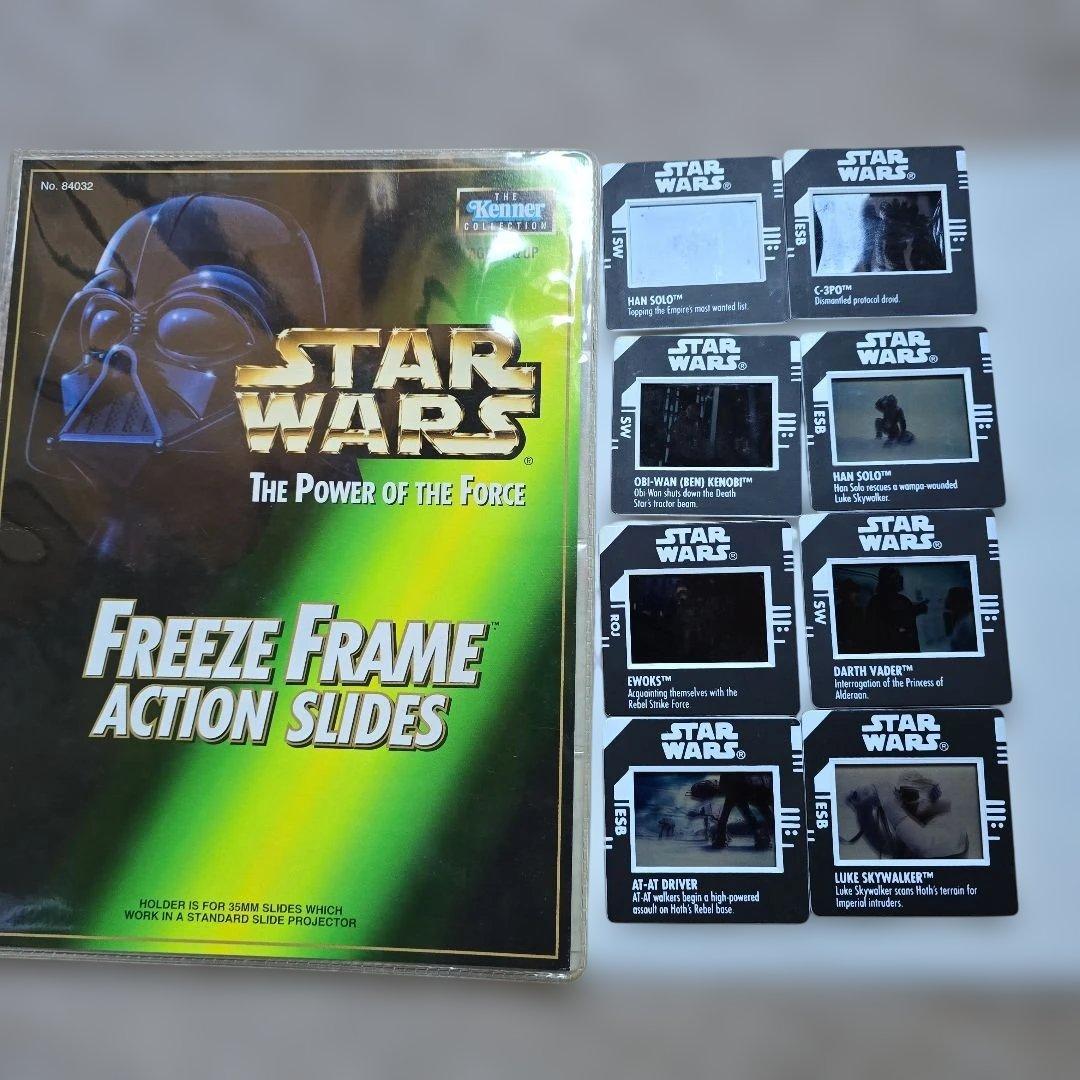 No. 84032
THE
Kenner
COLLECTION
& UP
STAR
WARS®
THE POWER OF THE FORCE
FREEZE FRAME™
ACTION SLIDES
HOLDER IS FOR 35MM SLIDES WHICH
WORK IN A STANDARD SLIDE PROJECTOR
STAR
WARS®
SW
HAN SOLO™
Topping the Empire's most wanted list.
STAR
WARS®
ESB
C-3PO™
Dismantled protocol droid.
STAR
WARS®
SW
OBI-WAN (BEN) KENOBI™
Obi-Wan shuts down the Death
Star's tractor beam.
STAR
WARS®
ESB
HAN SOLO™
Han Solo rescues a wampa-wounded
Luke Skywalker.
STAR
WARS®
ROJ
EWOKS™
Acquainting themselves with the
Rebel Strike Force.
STAR
WARS®
SW
DARTH VADER™
Interrogation of the Princess of
Alderaan.
STAR
WARS®
ESB
AT-AT DRIVER
AT-AT walkers begin a high-powered
assault on Hoth's Rebel base.
STAR
WARS®
ESB
LUKE SKYWALKER™
Luke Skywalker scans Hoth's terrain for
Imperial intruders.